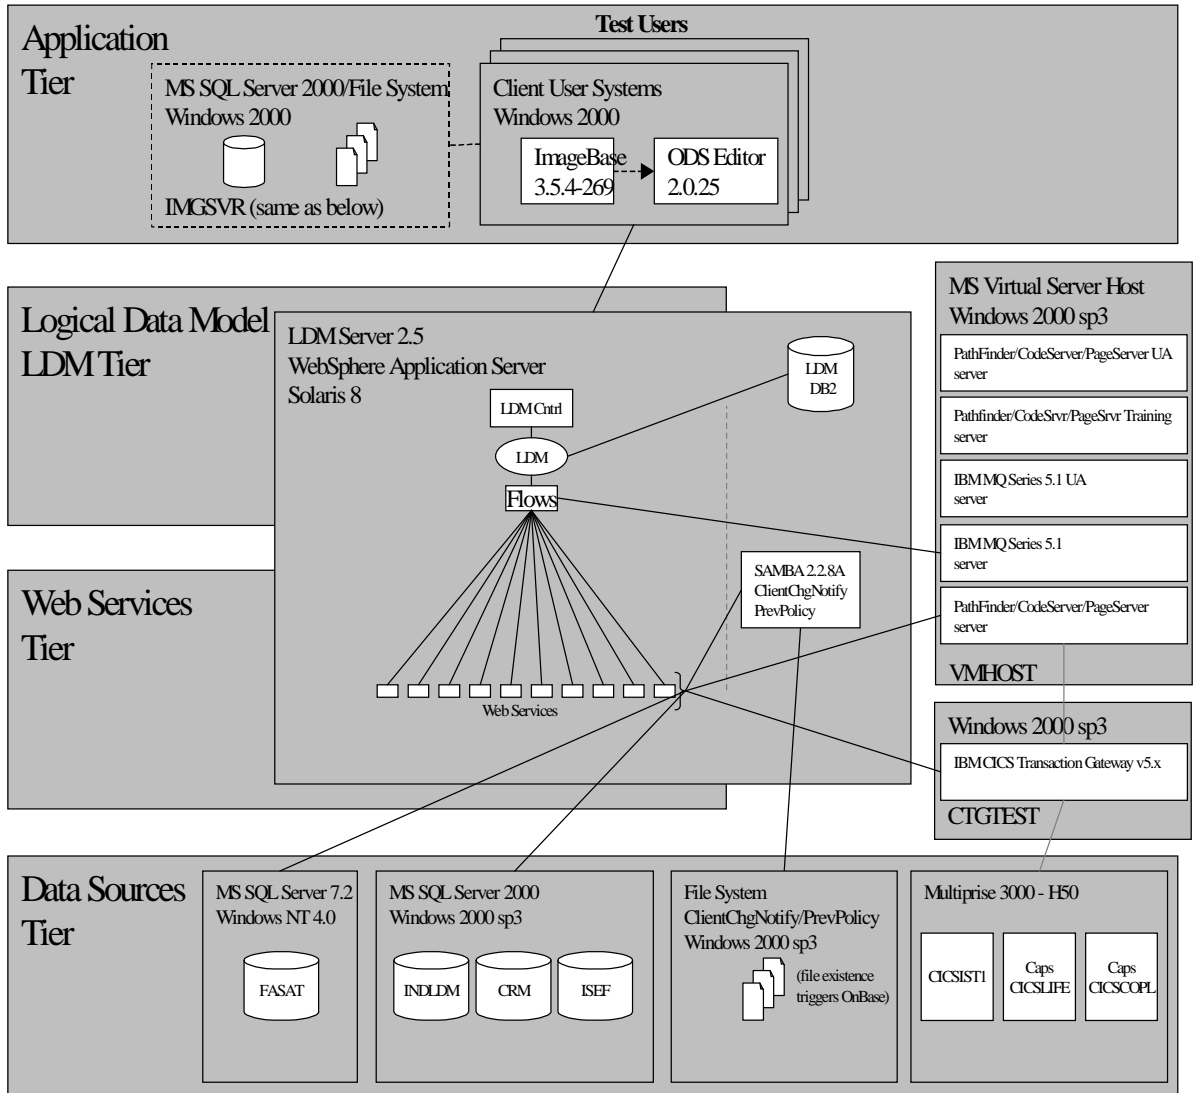 Application
Tier
Test Users
MS SQL Server 2000/File System
Windows 2000
IMGSVR (same as below)
Client User Systems
Windows 2000
ImageBase
3.5.4-269
ODS Editor
2.0.25
Logical Data Model
LDM Tier
LDM Server 2.5
WebSphere Application Server
Solaris 8
LDM Cntrl
LDM
Flows
LDM
DB2
MS Virtual Server Host
Windows 2000 sp3
PathFinder/CodeServer/PageServer UA
server
Pathfinder/CodeSrvr/PageSrvr Training
server
IBM MQ Series 5.1 UA
server
IBM MQ Series 5.1
server
PathFinder/CodeServer/PageServer
server
VMHOST
Web Services
Tier
SAMBA 2.2.8A
ClientChgNotify
PrevPolicy
Web Services
Windows 2000 sp3
IBM CICS Transaction Gateway v5.x
CTGTEST
Data Sources
Tier
MS SQL Server 7.2
Windows NT 4.0
FASAT
MS SQL Server 2000
Windows 2000 sp3
INDLDM
CRM
ISEF
File System
ClientChgNotify/PrevPolicy
Windows 2000 sp3
(file existence
triggers OnBase)
Multiprise 3000 - H50
CICSIST1
Caps
CICSLIFE
Caps
CICSCOPL